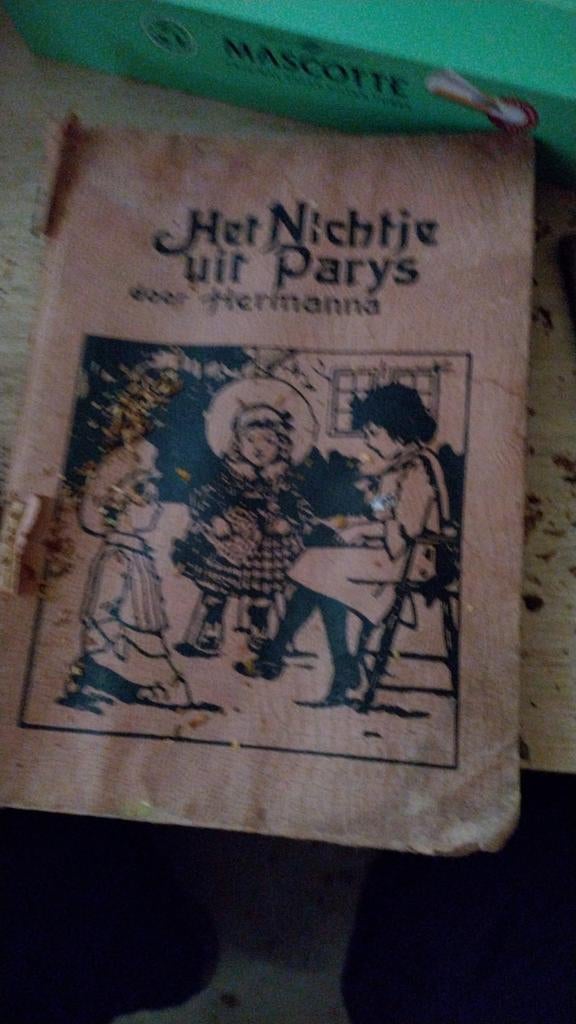 MASCOTTE
Het Nichtje
uit Parys
door Hermanna